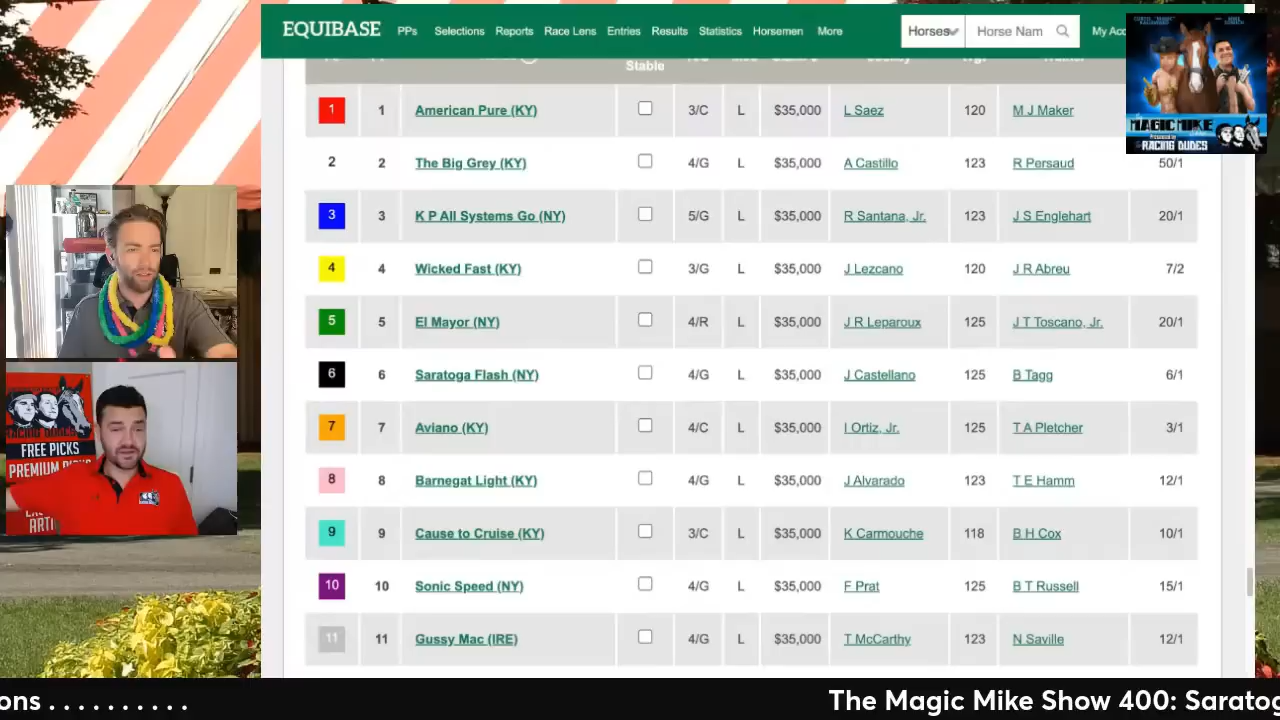 EQUIBASE PPs Selections Reports Race Lens Entries Results Statistics Horsemen More Horses Horse Nam My Acc
Stable
1 1 American Pure (KY) 3/C L $35,000 L Saez 120 M J Maker
2 2 The Big Grey (KY) 4/G L $35,000 A Castillo 123 R Persaud 50/1
3 3 K P All Systems Go (NY) 5/G L $35,000 R Santana, Jr. 123 J S Englehart 20/1
4 4 Wicked Fast (KY) 3/G L $35,000 J Lezcano 120 J R Abreu 7/2
5 5 El Mayor (NY) 4/R L $35,000 J R Leparoux 125 J T Toscano, Jr. 20/1
6 6 Saratoga Flash (NY) 4/G L $35,000 J Castellano 125 B Tagg 6/1
7 7 Aviano (KY) 4/C L $35,000 I Ortiz, Jr. 125 T A Pletcher 3/1
8 8 Barnegat Light (KY) 4/G L $35,000 J Alvarado 123 T E Hamm 12/1
9 9 Cause to Cruise (KY) 3/C L $35,000 K Carmouche 118 B H Cox 10/1
10 10 Sonic Speed (NY) 4/G L $35,000 F Prat 125 B T Russell 15/1
11 11 Gussy Mac (IRE) 4/G L $35,000 T McCarthy 123 N Saville 12/1
MAGIC MIKE
RACING DUDES
RACING DUDES
FREE PICKS
PREMIUM PICKS
ARTI
ons . . . . . . . . . . The Magic Mike Show 400: Saratog